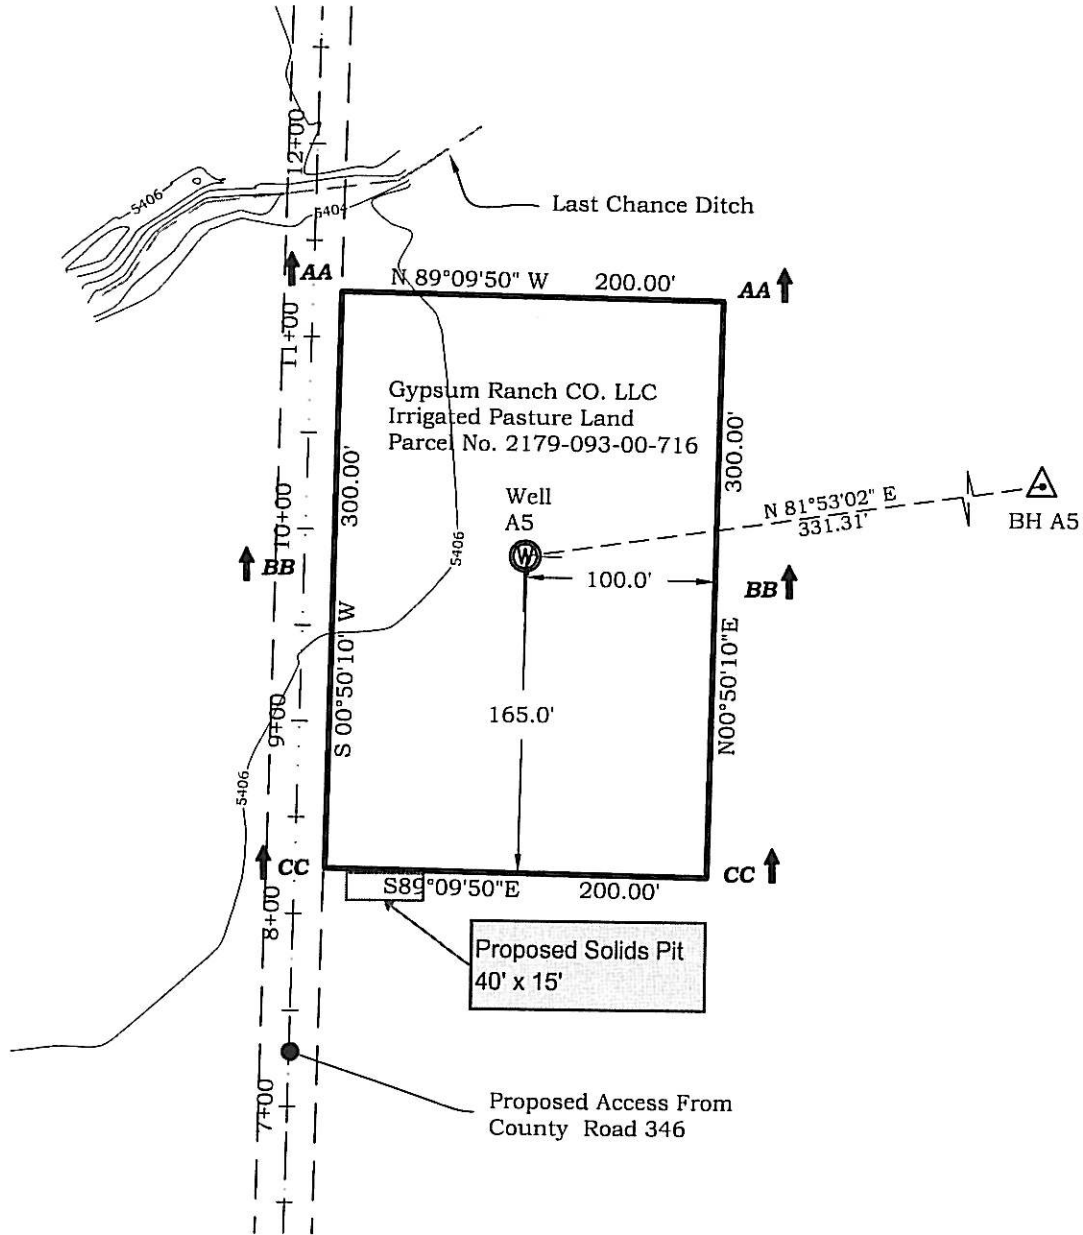 12+00
5406
5404
Last Chance Ditch
AA
N 89°09'50" W 200.00'
AA
11+00
Gypsum Ranch CO. LLC
Irrigated Pasture Land
Parcel No. 2179-093-00-716
300.00'
300.00'
Well
A5
W
N 81°53'02" E
331.31'
BH A5
10+00
5406
BB
100.0'
BB
S 00°50'10" W
N00°50'10"E
165.0'
9+00
5406
CC
CC
S89°09'50"E 200.00'
8+00
Proposed Solids Pit
40' x 15'
7+00
Proposed Access From
County Road 346